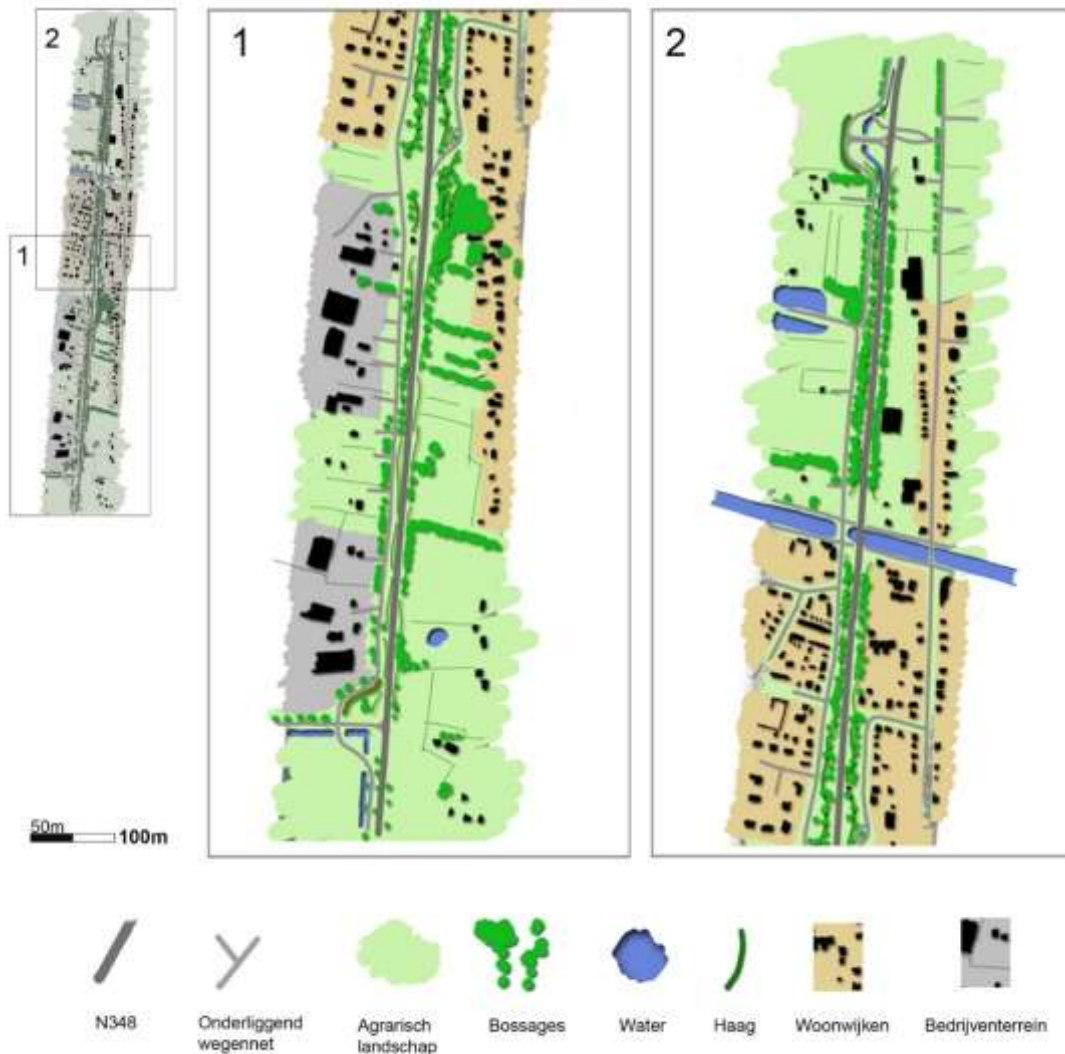 2
1
1
2
50m
100m
N348
Onderliggend
wegennet
Agrarisch
landschap
Bossages
Water
Haag
Woonwijken
Bedrijventerrein